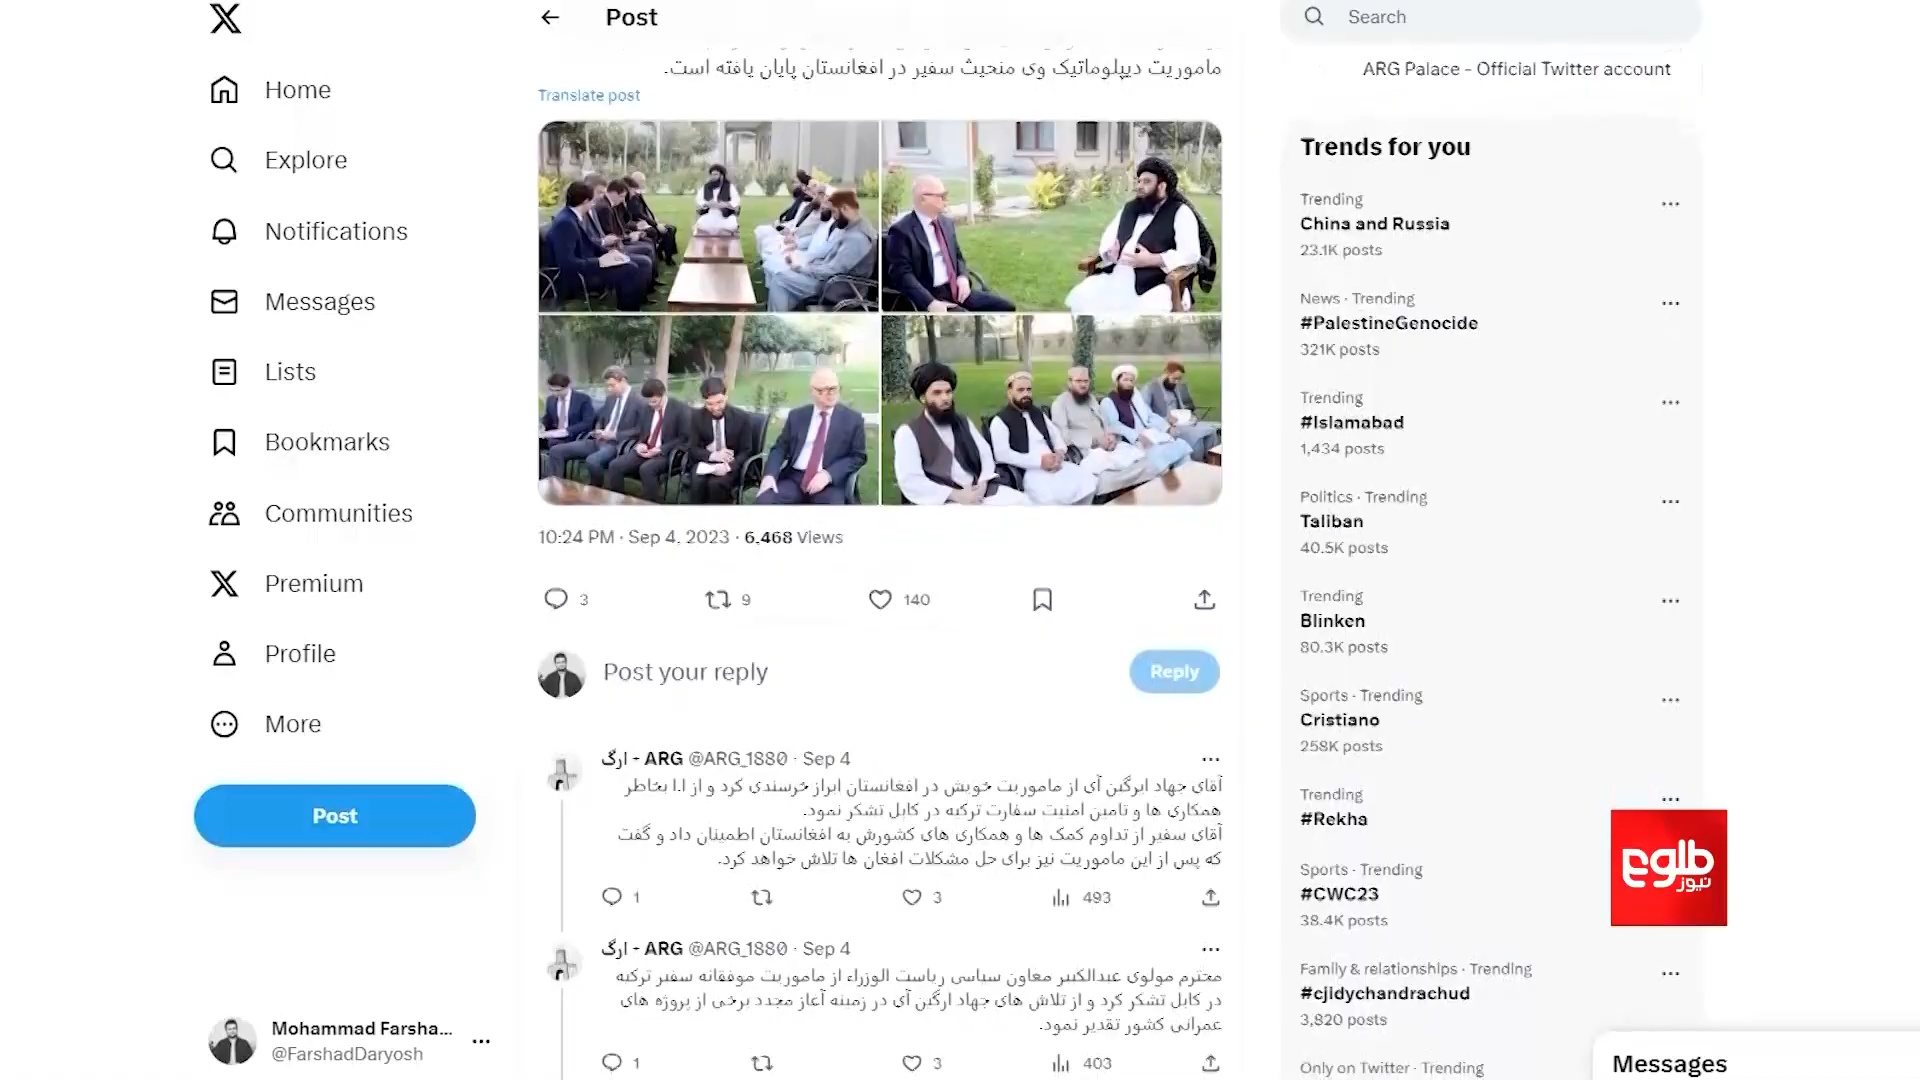 Home
Explore
Notifications
Messages
Lists
Bookmarks
Communities
Premium
Profile
More
Post
Mohammad Farsha...
@FarshadDaryosh
Post
ماموریت دیپلوماتیک وی منحیث سفیر در افغانستان پایان یافته است.
Translate post
10:24 PM · Sep 4, 2023 · 6,468 Views
3
9
140
Post your reply
Reply
ارگ - ARG @ARG_1880 · Sep 4
آقای جهاد ایرگین آی از ماموریت خویش در افغانستان ابراز خرسندی کرد و از ا.ا بخاطر
همکاری ها و تامین امنیت سفارت ترکیه در کابل تشکر نمود.
آقای سفیر از تداوم کمک ها و همکاری های کشورش به افغانستان اطمینان داد و گفت
که پس از این ماموریت نیز برای حل مشکلات افغان ها تلاش خواهد کرد.
1
3
493
ارگ - ARG @ARG_1880 · Sep 4
محترم مولوی عبدالکبیر معاون سیاسی ریاست الوزراء از ماموریت موفقانه سفیر ترکیه
در کابل تشکر کرد و از تلاش های جهاد ارگین آی در زمینه آغاز مجدد برخی از پروژه های
عمرانی کشور تقدیر نمود.
1
3
403
Search
ARG Palace - Official Twitter account
Trends for you
Trending
China and Russia
23.1K posts
News · Trending
#PalestineGenocide
321K posts
Trending
#Islamabad
1,434 posts
Politics · Trending
Taliban
40.5K posts
Trending
Blinken
80.3K posts
Sports · Trending
Cristiano
258K posts
Trending
#Rekha
Sports · Trending
#CWC23
38.4K posts
Family & relationships · Trending
#cjidychandrachud
3,820 posts
Only on Twitter · Trending
طلوع
نیوز
Messages